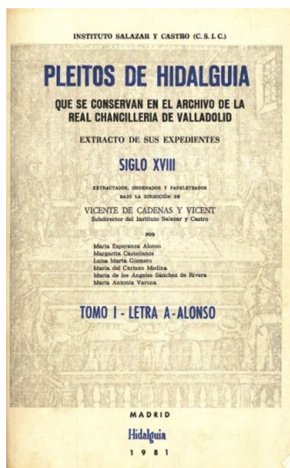 INSTITUTO SALAZAR Y CASTRO (C. S. I. C.)
PLEITOS DE HIDALGUIA
QUE SE CONSERVAN EN EL ARCHIVO DE LA
REAL CHANCILLERIA DE VALLADOLID
EXTRACTO DE SUS EXPEDIENTES
SIGLO XVIII
EXTRACTADOS, ORDENADOS Y PAPELETEADOS
BAJO LA DIRECCIÓN DE
VICENTE DE CADENAS Y VICENT
Subdirector del Instituto Salazar y Castro
POR
María Esperanza Alonso
Margarita Castellanos
Luisa Marta Gismero
María del Carmen Medina
María de los Angeles Sánchez de Rivera
María Antonia Varona
TOMO I - LETRA A-ALONSO
MADRID
Hidalguía
1981